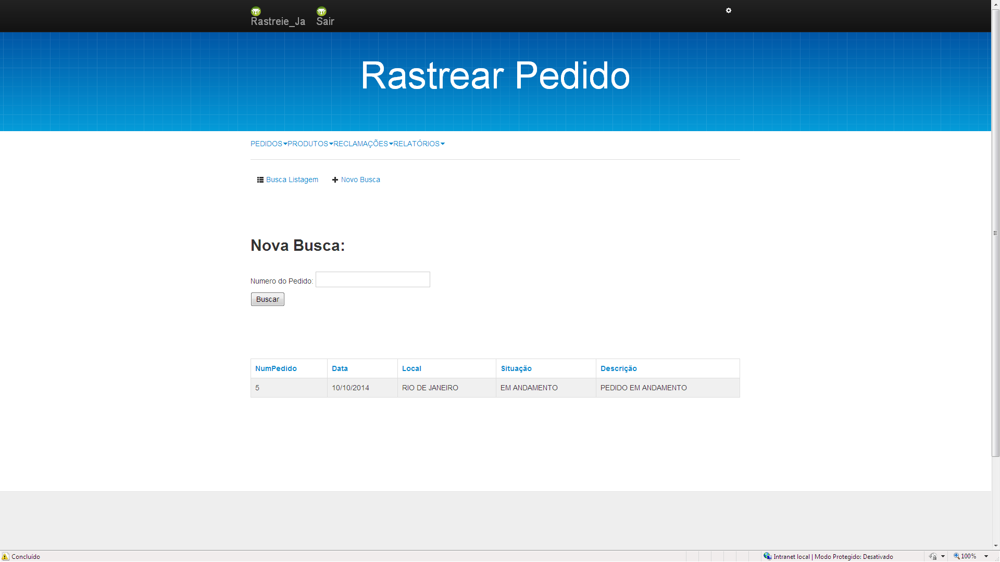 Rastreie_Ja Sair
Rastrear Pedido
PEDIDOS PRODUTOS RECLAMAÇÕES RELATÓRIOS
Busca Listagem Novo Busca
Nova Busca:
Numero do Pedido:
Buscar
NumPedido Data Local Situação Descrição
5 10/10/2014 RIO DE JANEIRO EM ANDAMENTO PEDIDO EM ANDAMENTO
Concluído Intranet local | Modo Protegido: Desativado 100%